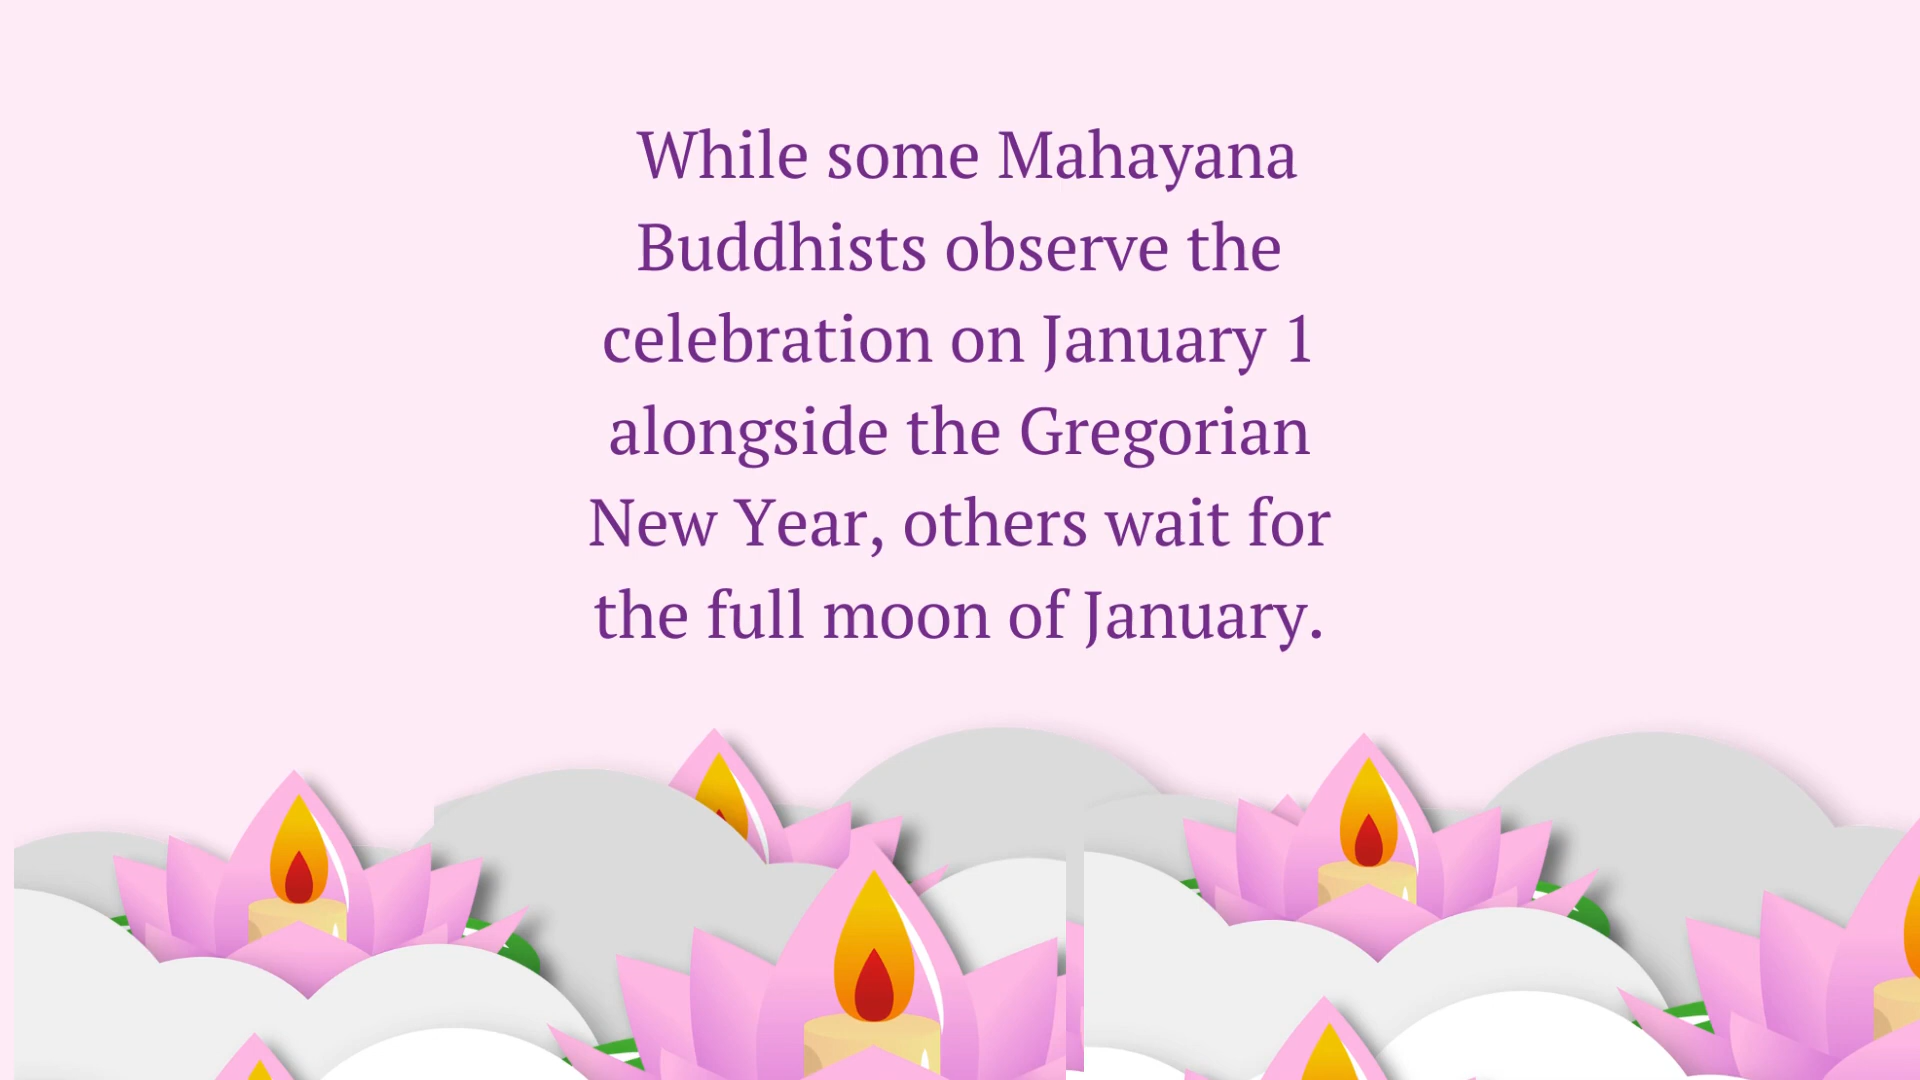 While some Mahayana
Buddhists observe the
celebration on January 1
alongside the Gregorian
New Year, others wait for
the full moon of January.